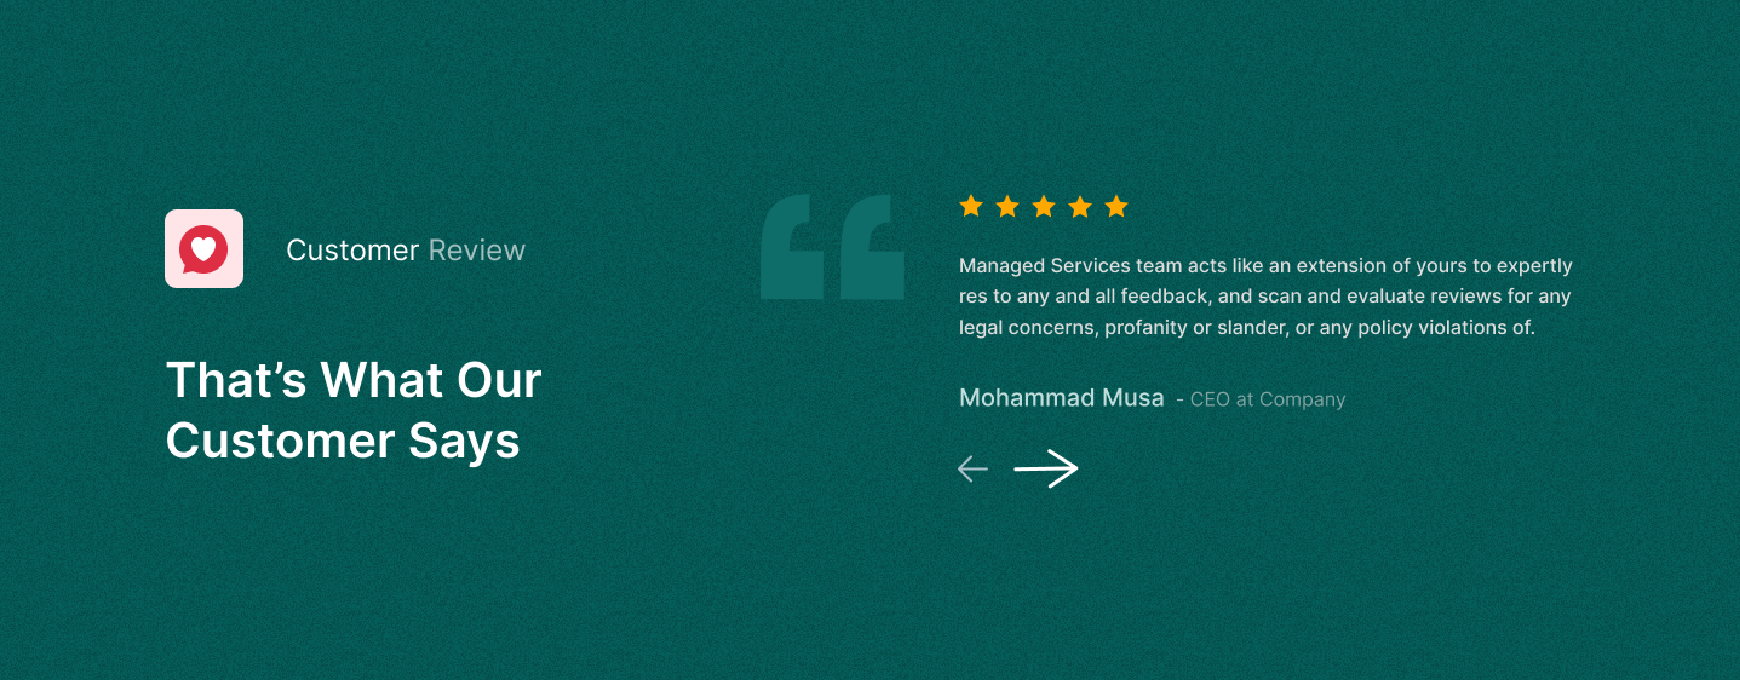 Customer Review
That’s What Our
Customer Says
Managed Services team acts like an extension of yours to expertly
res to any and all feedback, and scan and evaluate reviews for any
legal concerns, profanity or slander, or any policy violations of.
Mohammad Musa - CEO at Company